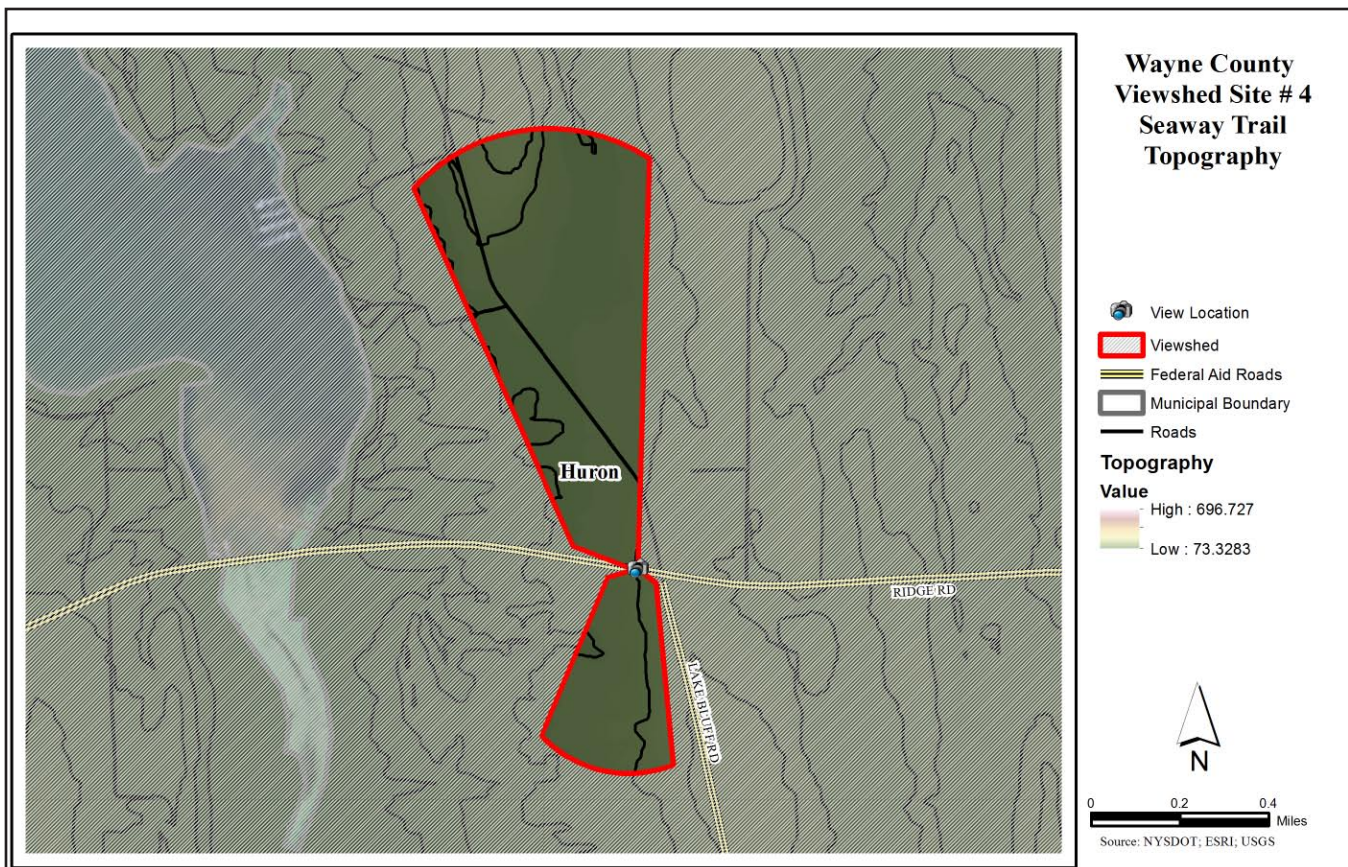 Wayne County
Viewshed Site # 4
Seaway Trail
Topography
View Location
Viewshed
Federal Aid Roads
Municipal Boundary
Roads
Topography
Value
High : 696.727
Low : 73.3283
Huron
RIDGE RD
LAKE BLUFF RD
N
0 0.2 0.4
Miles
Source: NYSDOT; ESRI; USGS